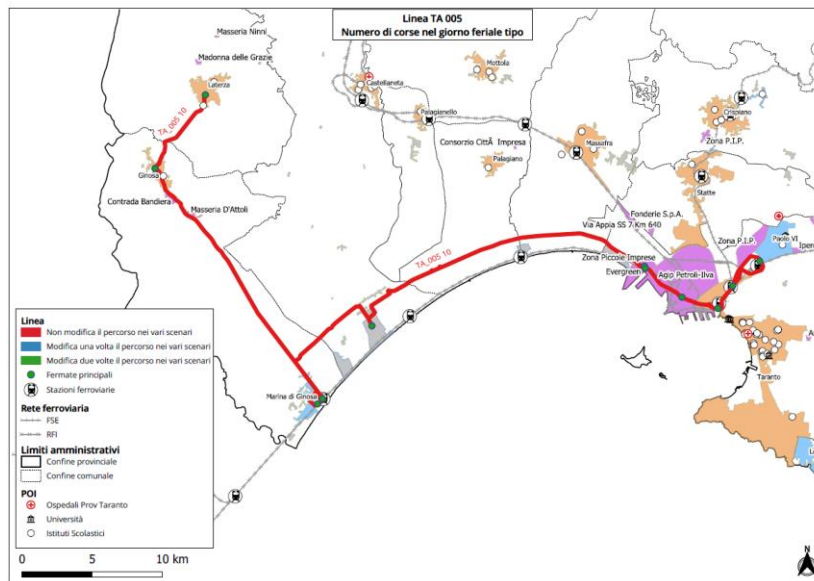 Linea TA 005
Numero di corse nel giorno feriale tipo
Masseria Ninni
Madonna delle Grazie
Laterza
TA_005 10
Ginosa
Contrada Bandiera
Masseria D'Attoli
Castellaneta
Mottola
Palagianello
Palagiano
Consorzio CittÃ Impresa
Massafra
Crispiano
Zona P.I.P.
Statte
Fonderie S.p.A.
Via Appia SS 7 Km 640
Zona P.I.P.
Paolo VI
Iper
Zona Piccole Imprese
Evergreen
Agip Petroli-Ilva
TA_005 10
Taranto
Marina di Ginosa
Linea
Non modifica il percorso nei vari scenari
Modifica una volta il percorso nei vari scenari
Modifica due volte il percorso nei vari scenari
Fermate principali
Stazioni ferroviarie
Rete ferroviaria
FSE
RFI
Limiti amministrativi
Confine provinciale
Confine comunale
POI
Ospedali Prov Taranto
Università
Istituti Scolastici
0 5 10 km
N